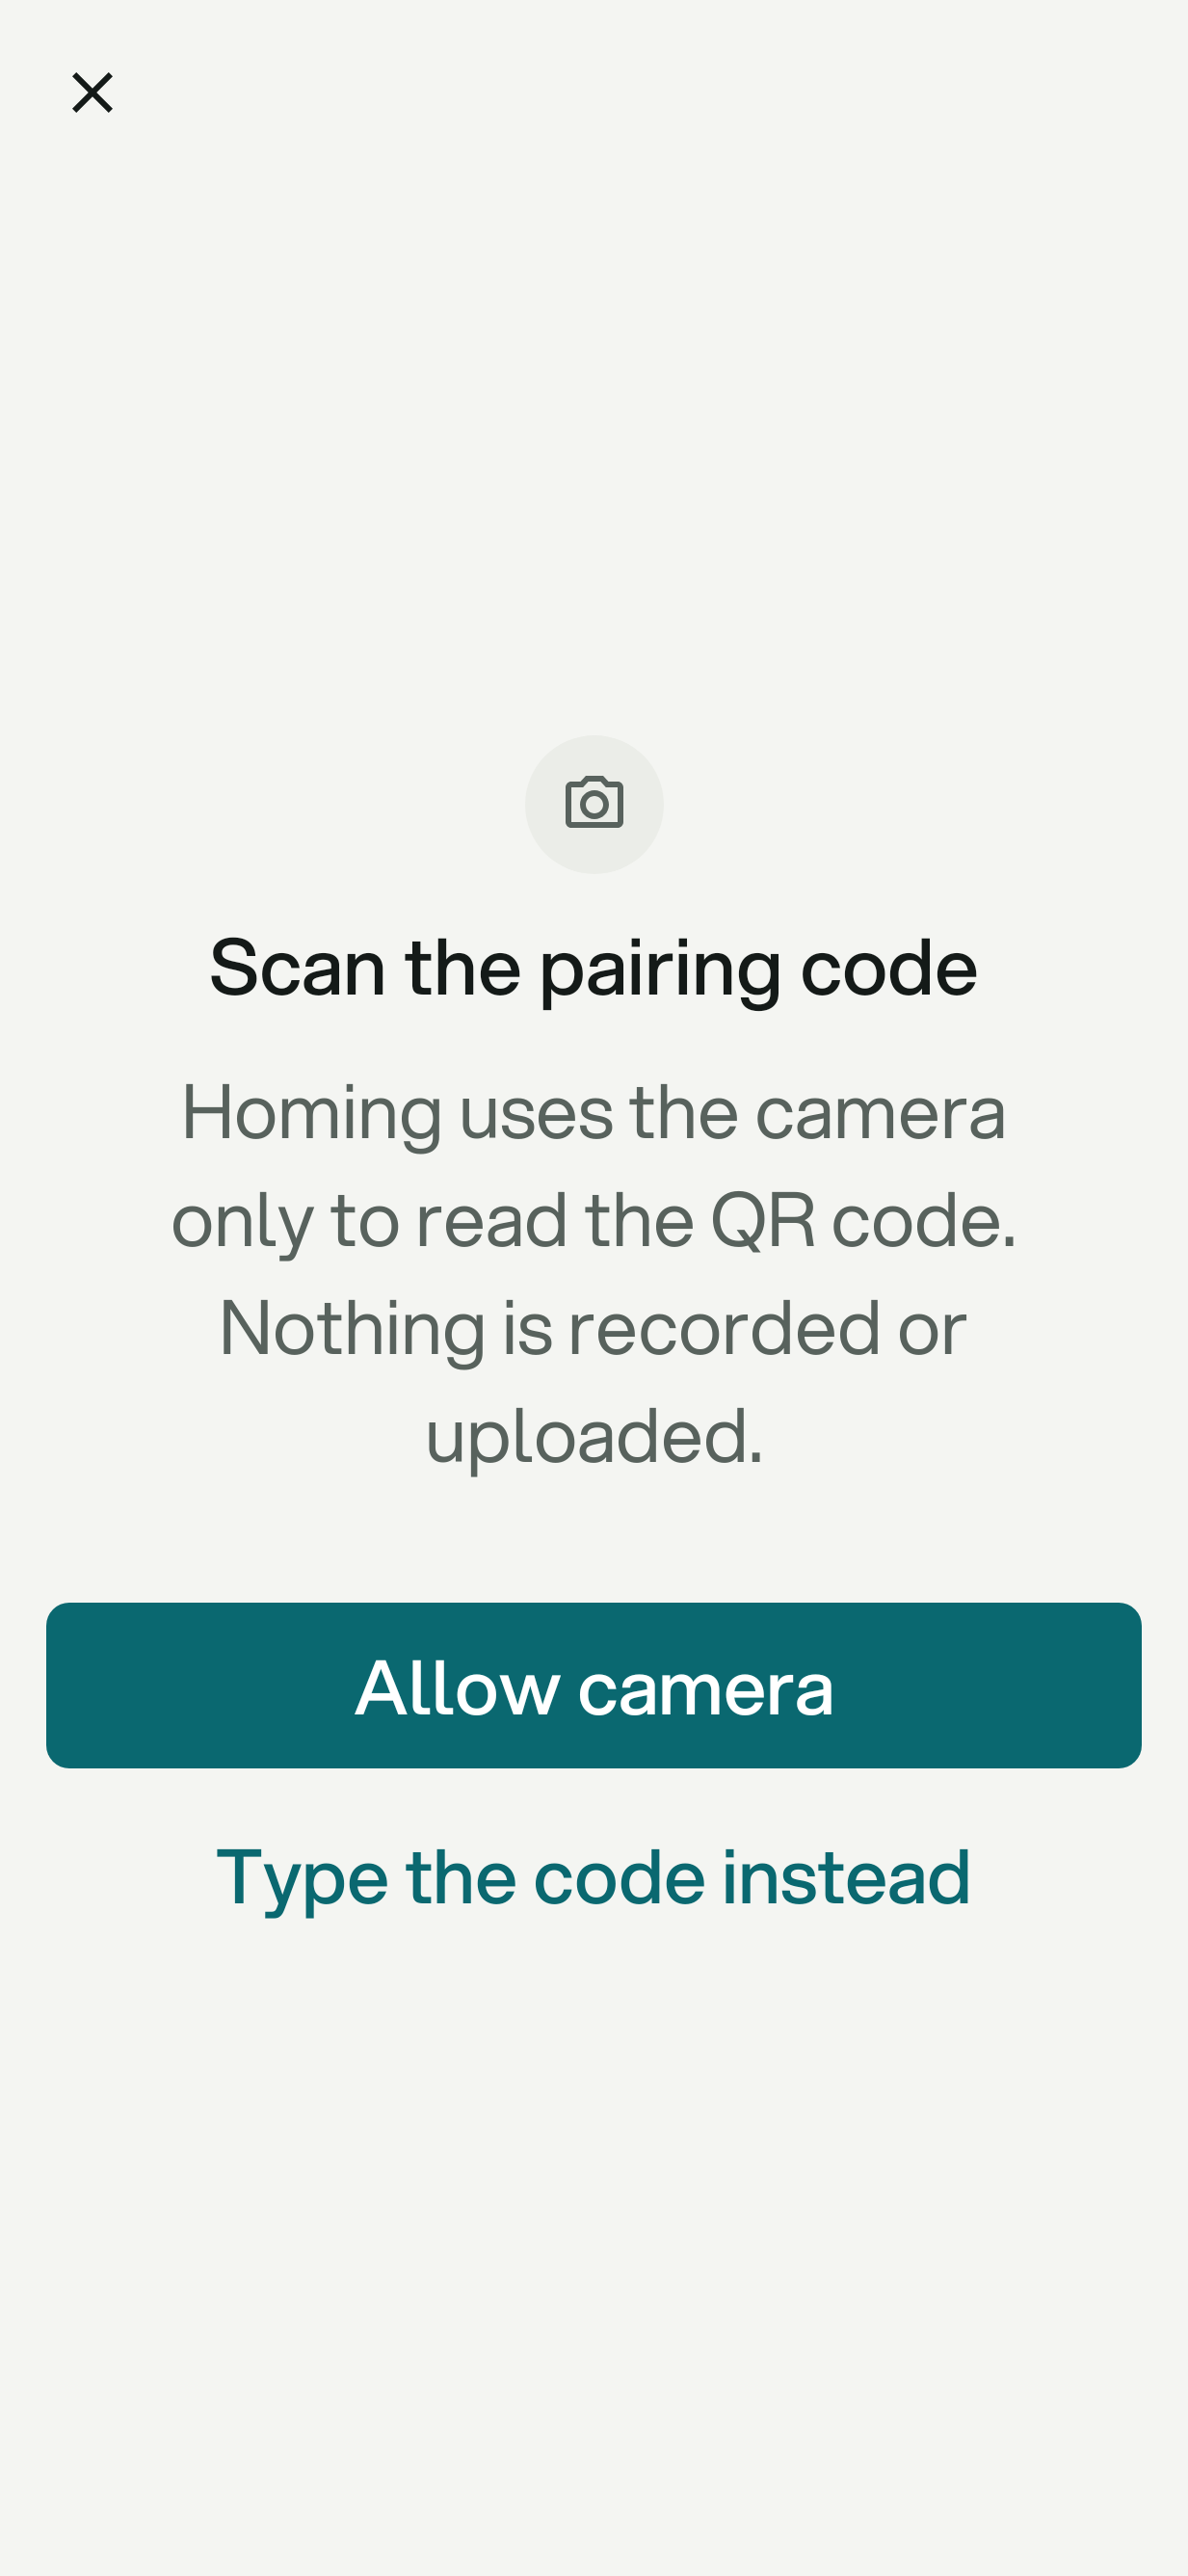 Scan the pairing code
Homing uses the camera
only to read the QR code.
Nothing is recorded or
uploaded.
Allow camera
Type the code instead